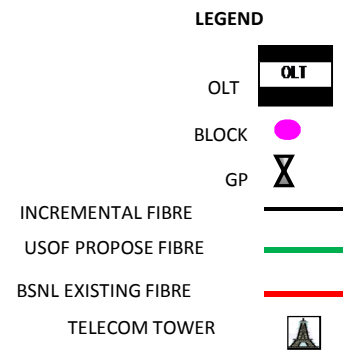 LEGEND
OLT
OLT
BLOCK
GP
INCREMENTAL FIBRE
USOF PROPOSE FIBRE
BSNL EXISTING FIBRE
TELECOM TOWER